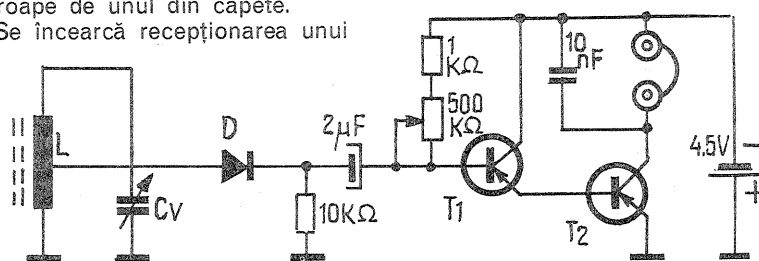 roape de unul din capete.
Se încearcă recepționarea unui
L
CV
D
10KΩ
2µF
1
KΩ
500
KΩ
T1
10
nF
T2
4.5V
−
+